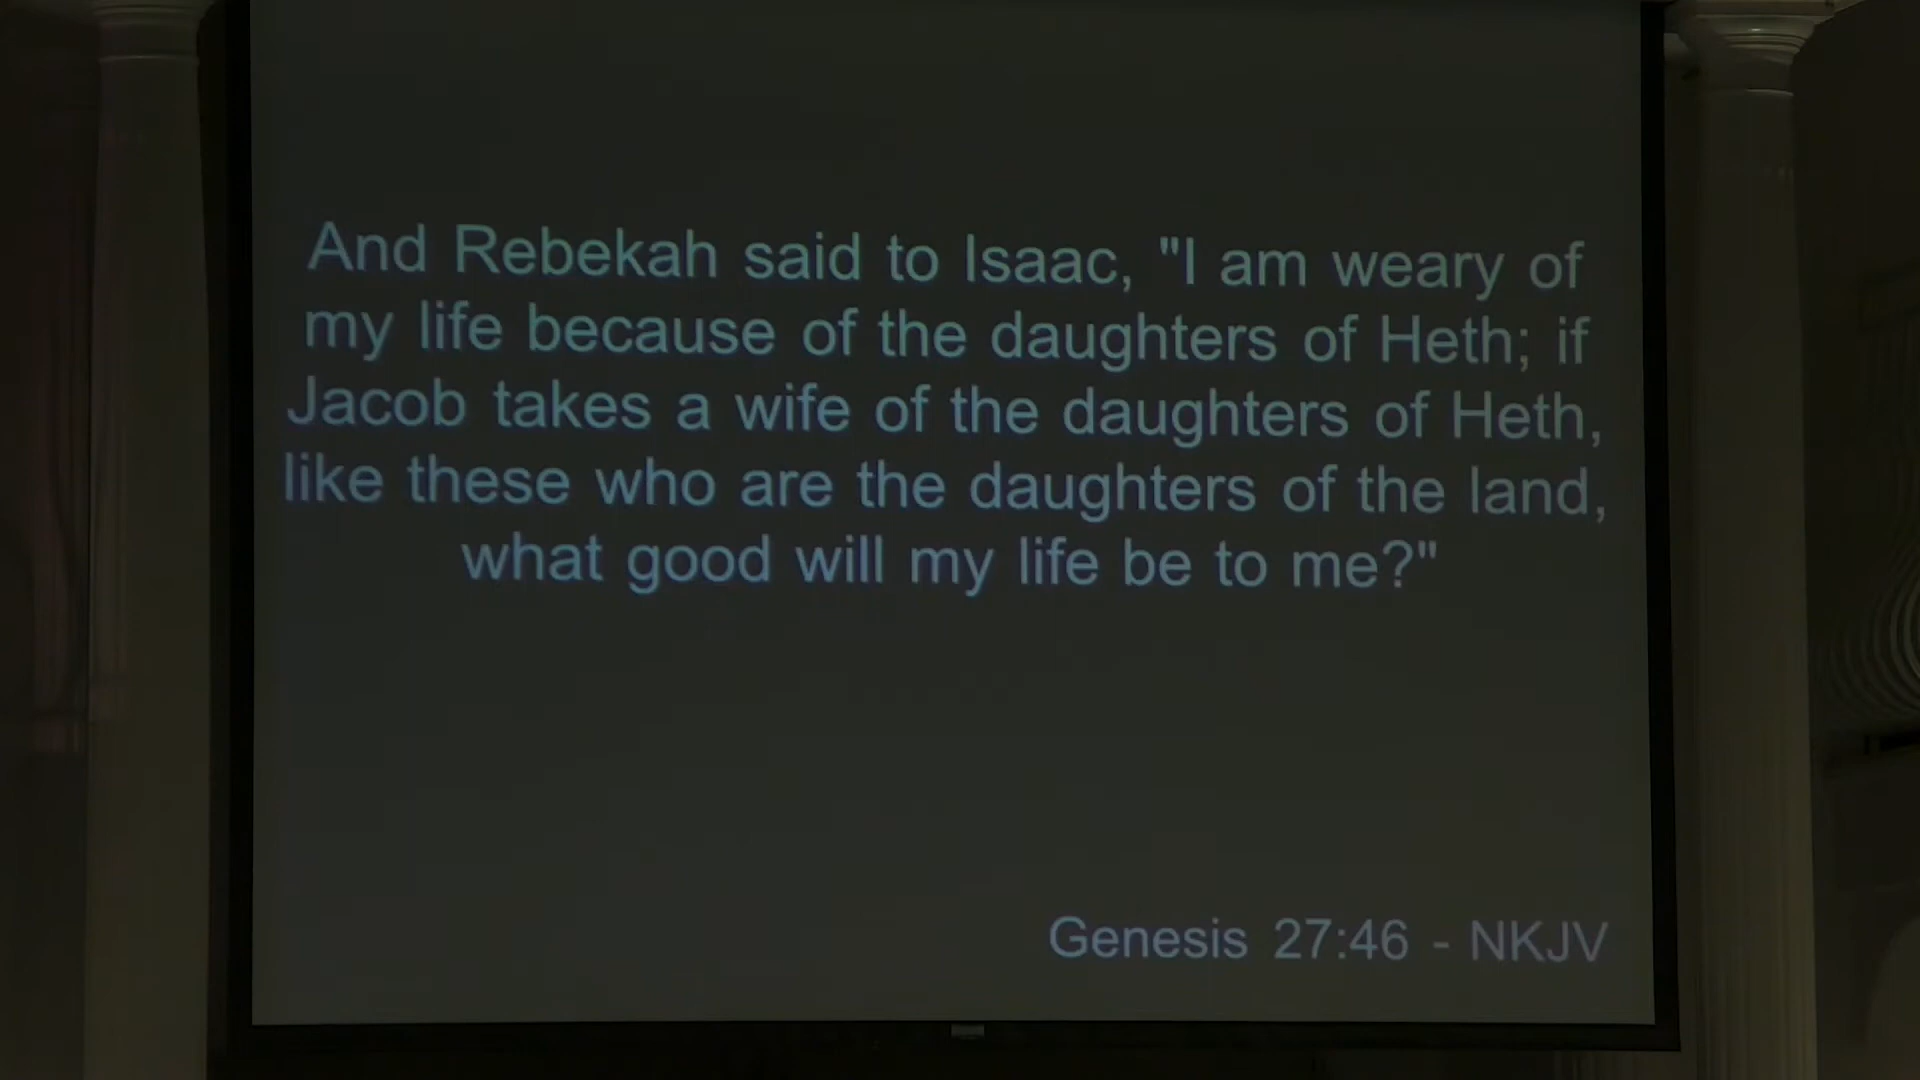 And Rebekah said to Isaac, "I am weary of
my life because of the daughters of Heth; if
Jacob takes a wife of the daughters of Heth,
like these who are the daughters of the land,
what good will my life be to me?"
Genesis 27:46 - NKJV